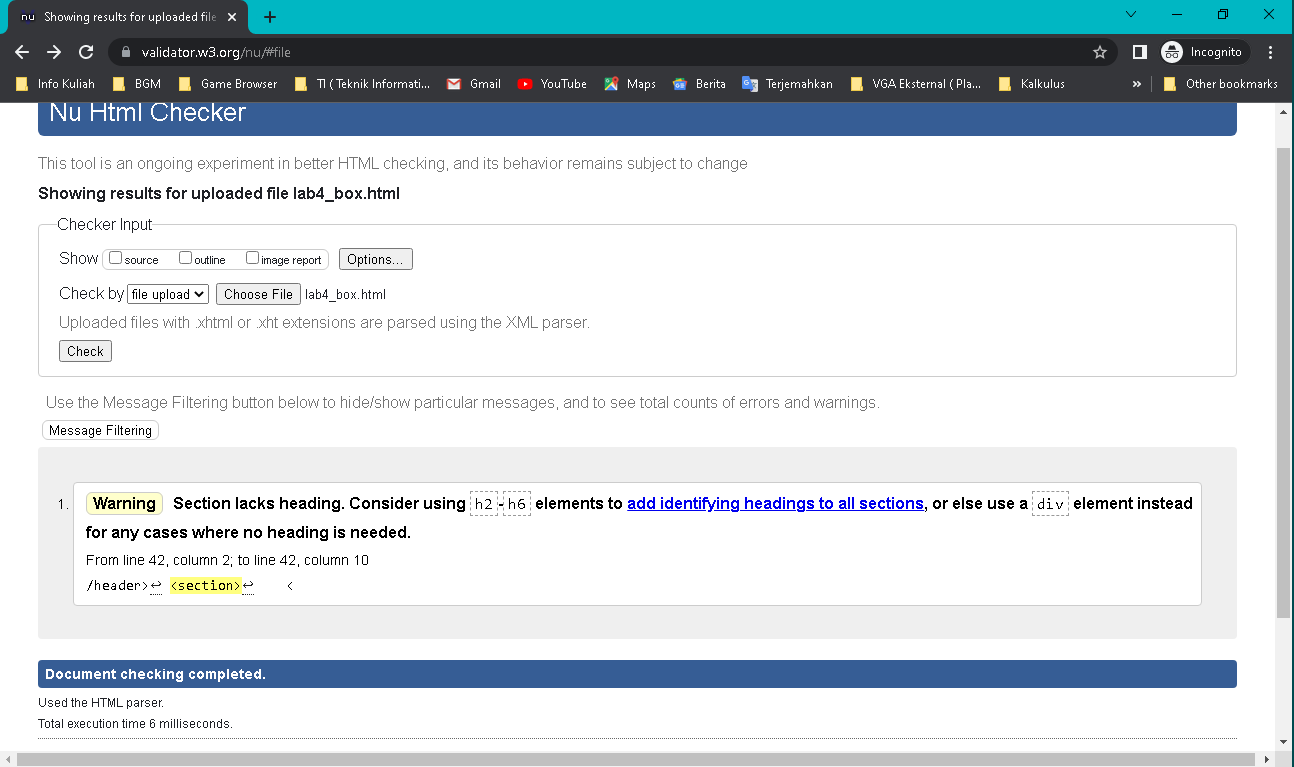 nu Showing results for uploaded file
validator.w3.org/nu/#file Incognito
Info Kuliah BGM Game Browser TI ( Teknik Informati... Gmail YouTube Maps Berita Terjemahkan VGA Eksternal ( Pla... Kalkulus » Other bookmarks
Nu Html Checker
This tool is an ongoing experiment in better HTML checking, and its behavior remains subject to change
Showing results for uploaded file lab4_box.html
Checker Input
Show source outline image report Options...
Check by file upload Choose File lab4_box.html
Uploaded files with .xhtml or .xht extensions are parsed using the XML parser.
Check
Use the Message Filtering button below to hide/show particular messages, and to see total counts of errors and warnings.
Message Filtering
1. Warning Section lacks heading. Consider using h2-h6 elements to add identifying headings to all sections, or else use a div element instead
for any cases where no heading is needed.
From line 42, column 2; to line 42, column 10
/header>↩ <section>↩ <
Document checking completed.
Used the HTML parser.
Total execution time 6 milliseconds.